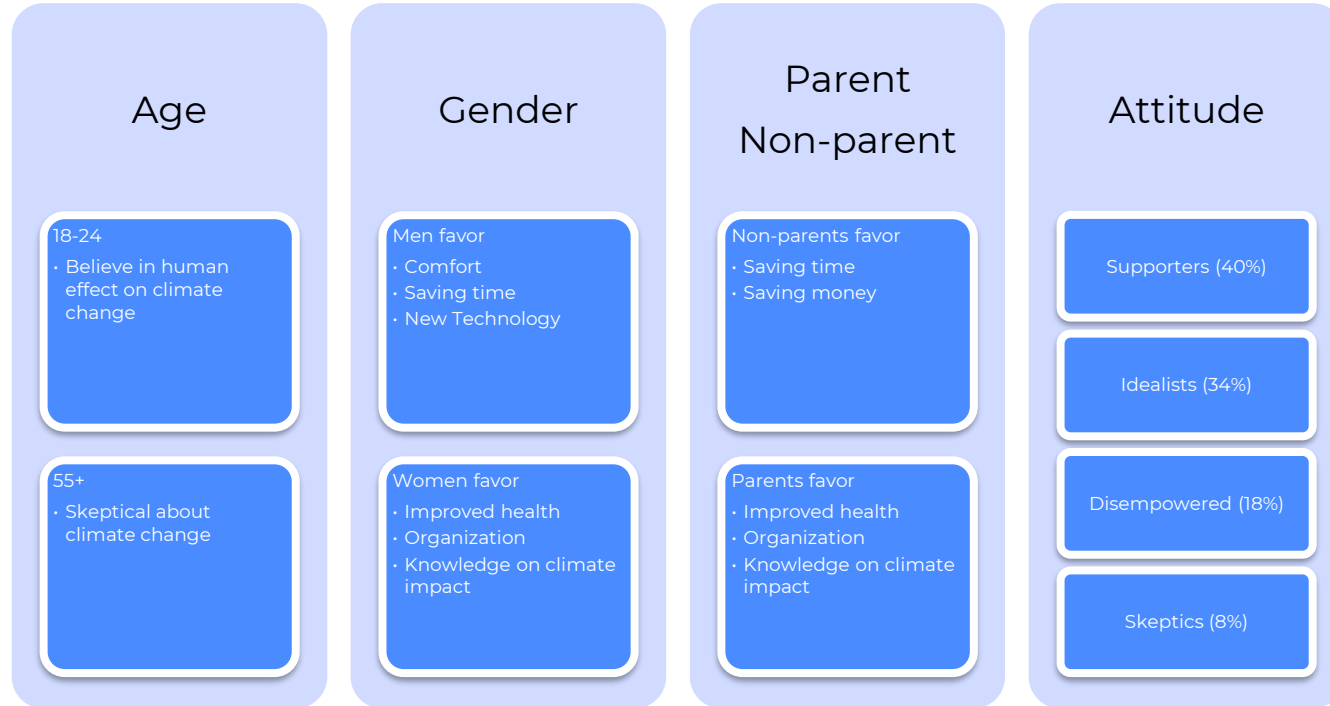 Age
18-24
• Believe in human
effect on climate
change
55+
• Skeptical about
climate change
Gender
Men favor
• Comfort
• Saving time
• New Technology
Women favor
• Improved health
• Organization
• Knowledge on climate
impact
Parent
Non-parent
Non-parents favor
• Saving time
• Saving money
Parents favor
• Improved health
• Organization
• Knowledge on climate
impact
Attitude
Supporters (40%)
Idealists (34%)
Disempowered (18%)
Skeptics (8%)